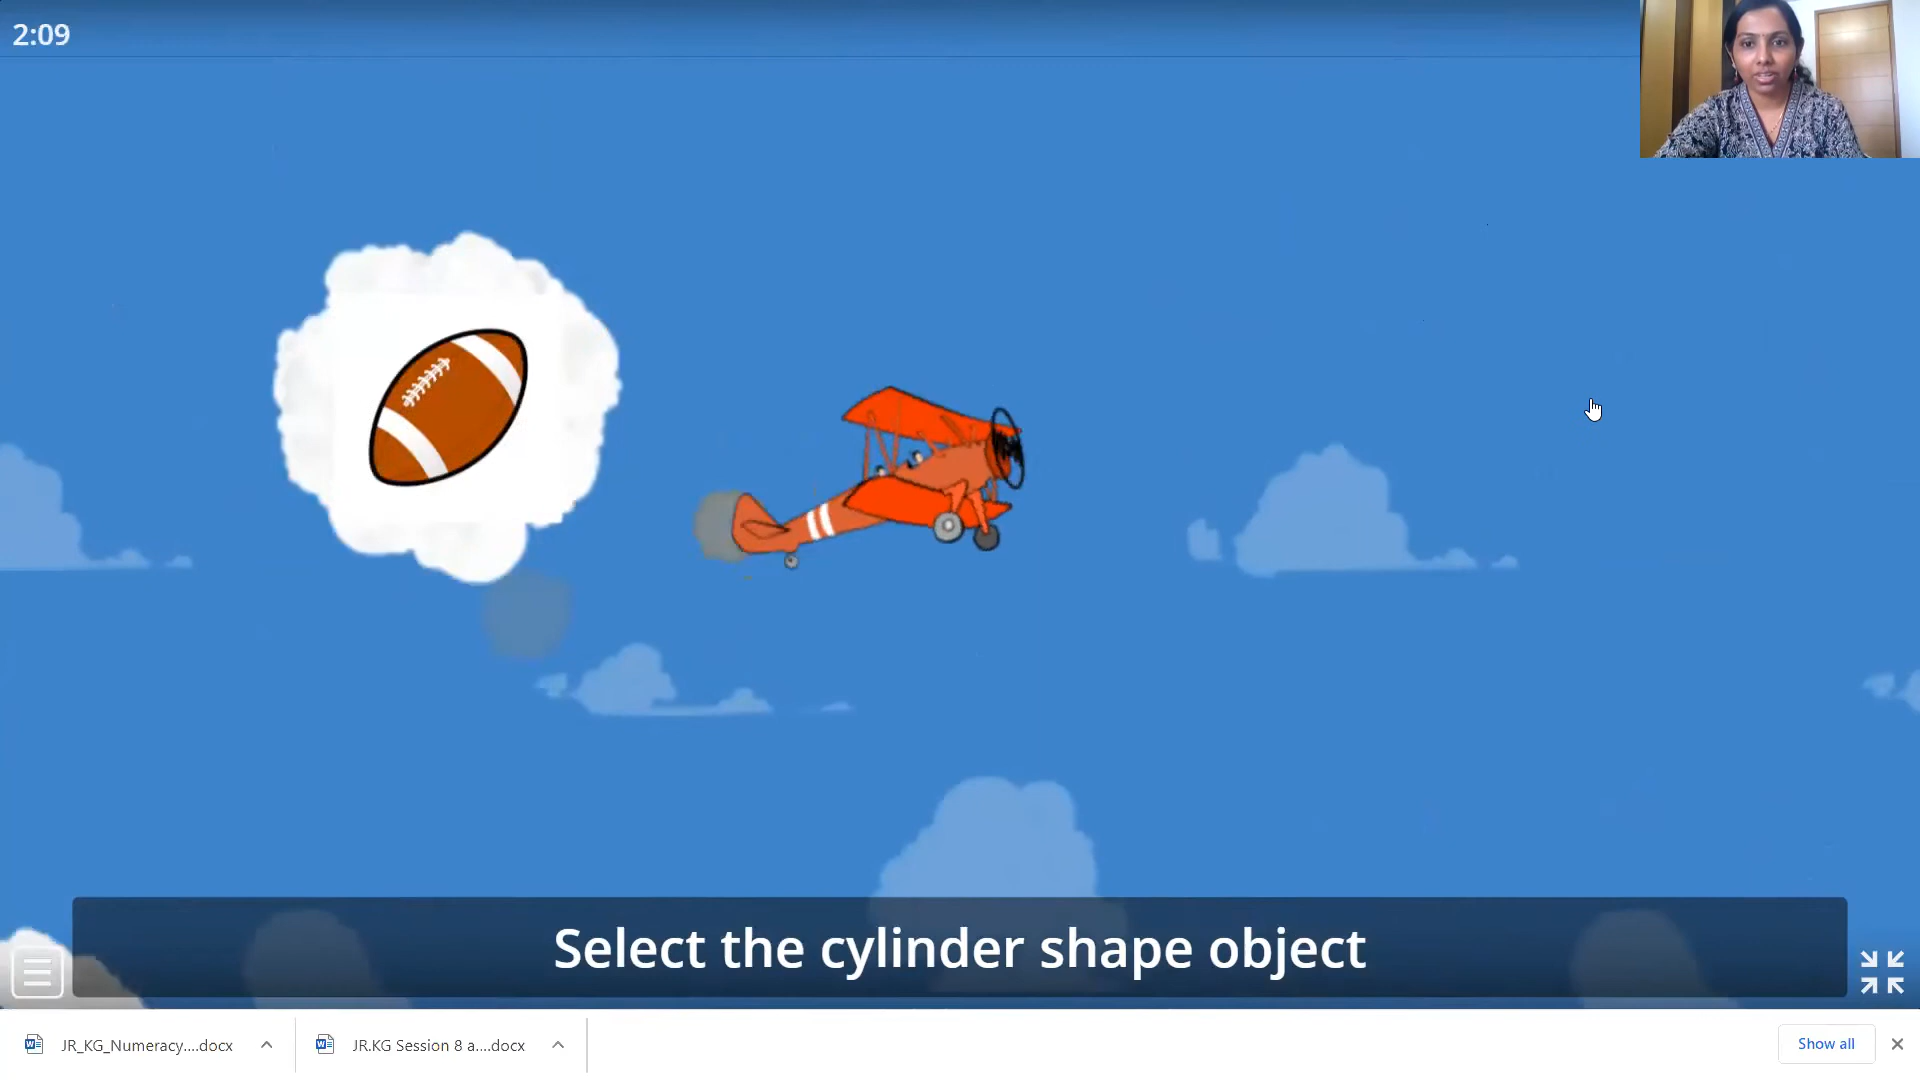 2:09
Select the cylinder shape object
JR_KG_Numeracy....docx
JR.KG Session 8 a....docx
Show all